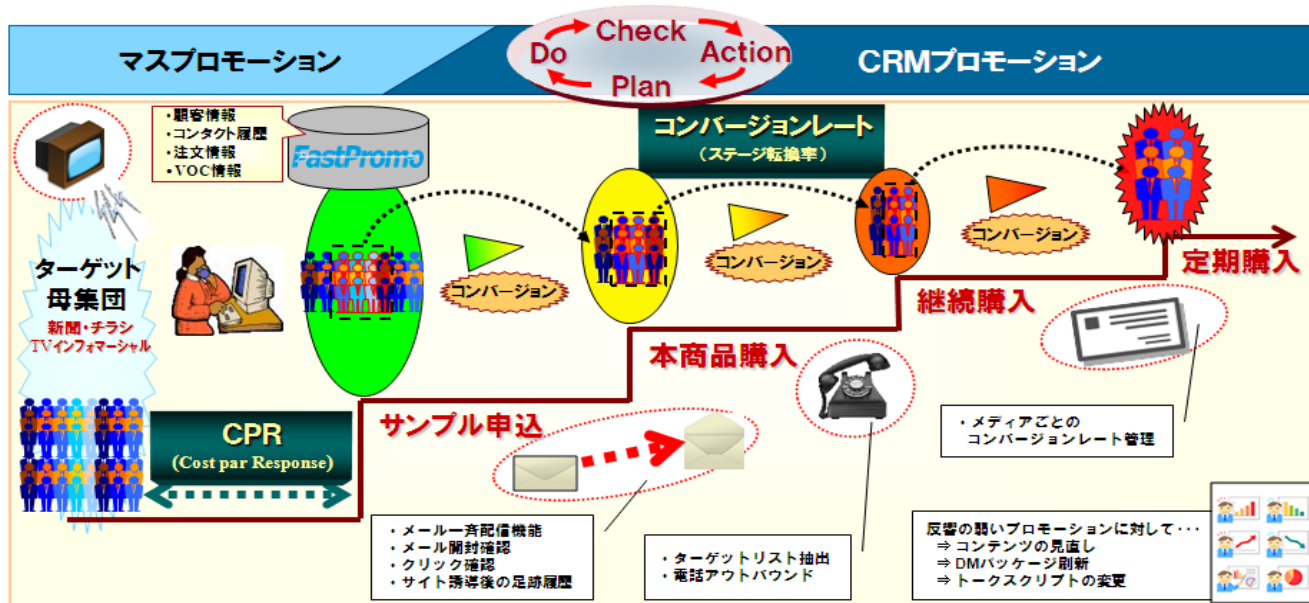 マスプロモーション
Check
Do
Action
Plan
CRMプロモーション
・顧客情報
・コンタクト履歴
・注文情報
・VOC情報
FastPromo
コンバージョンレート
(ステージ転換率)
コンバージョン
コンバージョン
コンバージョン
ターゲット
母集団
新聞・チラシ
TVインフォマーシャル
定期購入
継続購入
本商品購入
サンプル申込
CPR
(Cost par Response)
・メディアごとの
コンバージョンレート管理
・メール一斉配信機能
・メール開封確認
・クリック確認
・サイト誘導後の足跡履歴
・ターゲットリスト抽出
・電話アウトバウンド
反響の弱いプロモーションに対して・・・
⇒ コンテンツの見直し
⇒ DMパッケージ刷新
⇒ トークスクリプトの変更